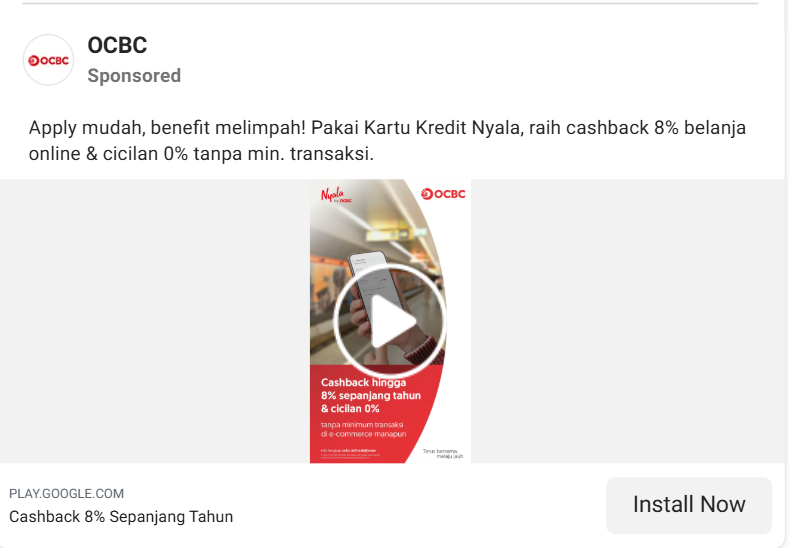 OCBC
OCBC
Sponsored
Apply mudah, benefit melimpah! Pakai Kartu Kredit Nyala, raih cashback 8% belanja
online & cicilan 0% tanpa min. transaksi.
Nyala
by OCBC
OCBC
Cashback hingga
8% sepanjang tahun
& cicilan 0%
tanpa minimum transaksi
di e-commerce manapun
Terus bersama,
melaju jauh
PLAY.GOOGLE.COM
Cashback 8% Sepanjang Tahun
Install Now